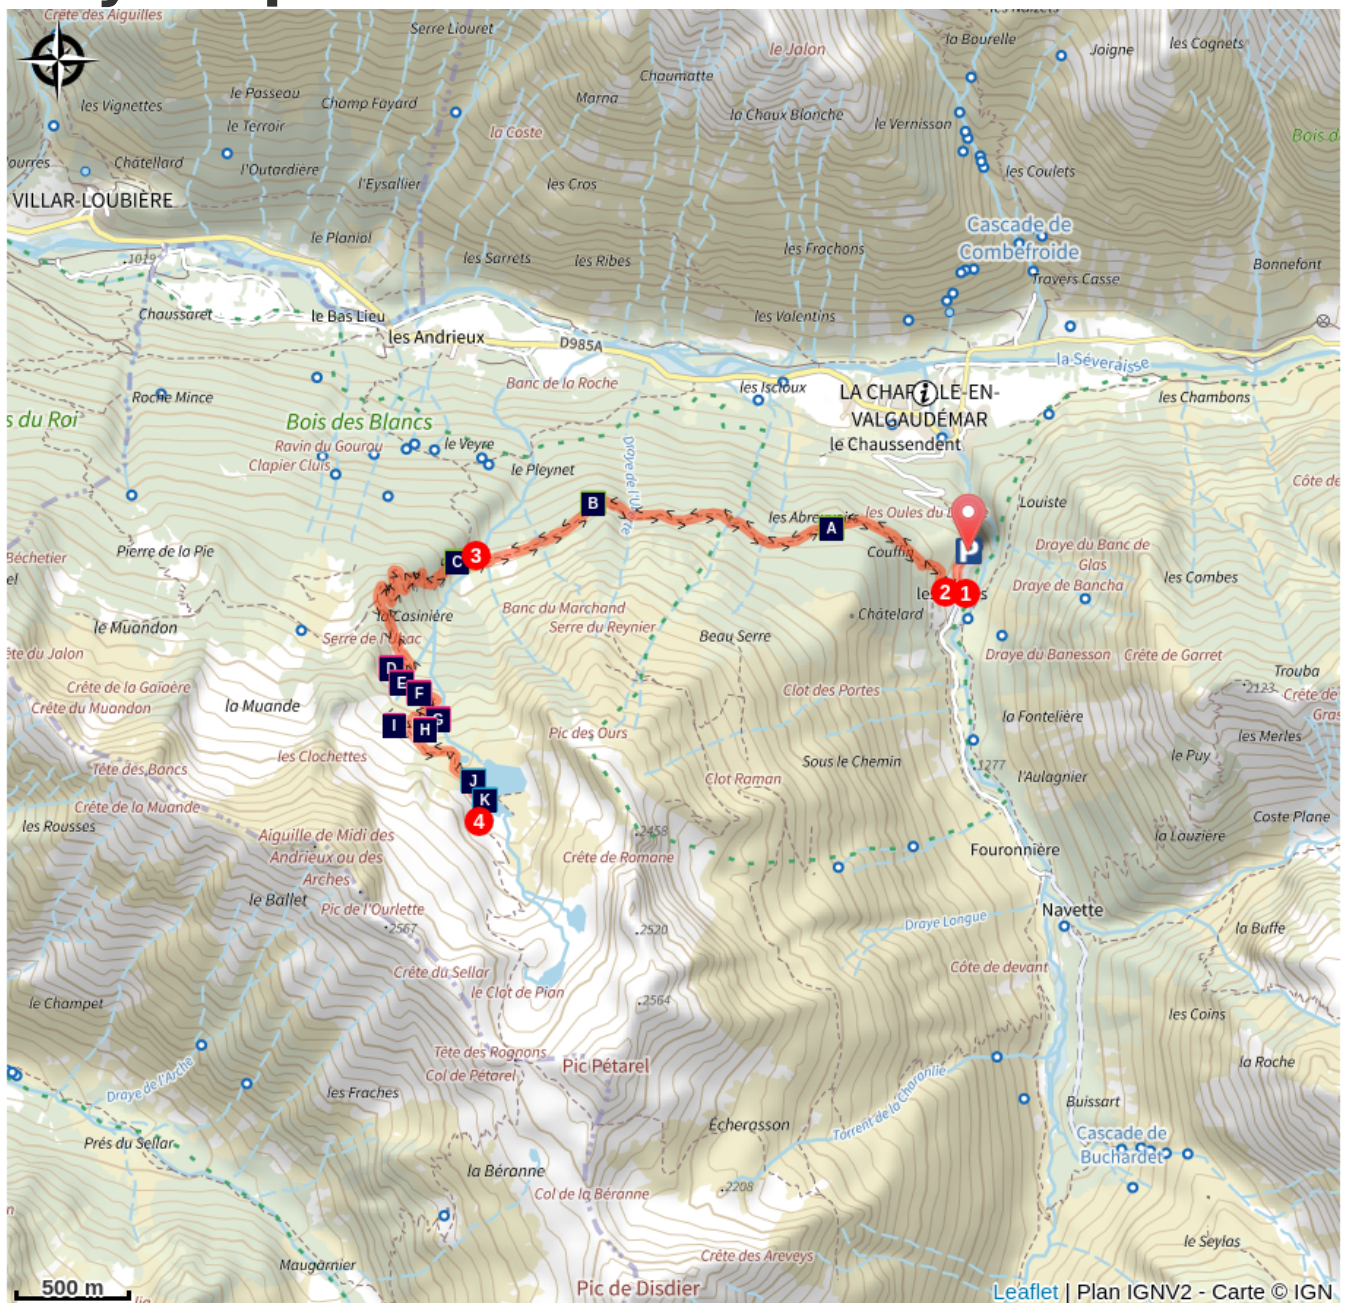 Crête des Aiguilles
Serre Liouret
la Bourelle
les Cognets
Joigne
le Jalon
Chaumatte
le Passeau
Champ Fayard
Marna
la Chaux Blanche
les Vignettes
le Terroir
la Coste
le Vernisson
Châtellard
l'Outardière
l'Eysallier
les Cros
les Coulets
VILLAR-LOUBIÈRE
Cascade de
Combefroide
le Planiol
les Frachons
les Sarrets
les Ribes
Bonnefont
1019
Travers Casse
Chaussaret
le Bas Lieu
les Valentins
les Andrieux
D985A
la Séveraisse
Banc de la Roche
les Iscloux
LA CHAPELLE-EN-
VALGAUDÉMAR
i
les Chambons
Roche Mince
s du Roi
Bois des Blancs
le Chaussendent
Ravin du Gourou
le Veyre
Clapier Cluis
le Pleynet
B
Louiste
A
les Oules du
Pierre de la Pie
Béchetier
C
3
Couffin
P
Draye du Banc de
Glas
les Combes
Draye de Bancha
2
1
la Casinière
Banc du Marchand
Châtelard
le Muandon
Serre du Reynier
Serre de l'Ubac
Beau Serre
Draye du Banesson
Crête de Garret
D
E
F
Trouba
Crête de la Gaïoère
Crête du Muandon
la Muande
Clot des Portes
2123
I
H
G
la Fontelière
les Merles
Pic des Ours
les Clochettes
Sous le Chemin
le Puy
Tête des Bancs
J
Clot Raman
1277
l'Aulagnier
K
Crête de la Muande
4
les Rousses
Aiguille de Midi des
Andrieux ou des
Arches
2458
la Lauzière
Coste Plane
Crête de Romane
Fouronnière
le Ballet
Pic de l'Ourlette
2567
Navette
Draye Longue
2520
la Buffe
Crête du Sellar
le Clot de Pian
Côte de devant
le Champet
2564
les Coins
Tête des Rognons
Col de Pétarel
Pic Pétarel
la Roche
Draye de l'Arche
les Fraches
Torrent de la Charonlie
Buissart
Écherasson
Prés du Sellar
Cascade de
Buchardet
la Béranne
Col de la Béranne
2208
le Seylas
Maugarnier
Crête des Areveys
Pic de Disdier
500 m
Leaflet | Plan IGNV2 - Carte © IGN